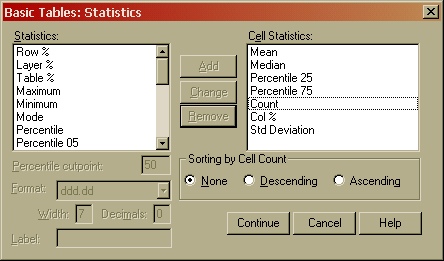 Basic Tables: Statistics
Statistics:
Row %
Layer %
Table %
Maximum
Minimum
Mode
Percentile
Percentile 05
Add
Change
Remove
Cell Statistics:
Mean
Median
Percentile 25
Percentile 75
Count
Col %
Std Deviation
Percentile cutpoint: 50
Format: ddd.dd
Width: 7 Decimals: 0
Label:
Sorting by Cell Count
None Descending Ascending
Continue Cancel Help